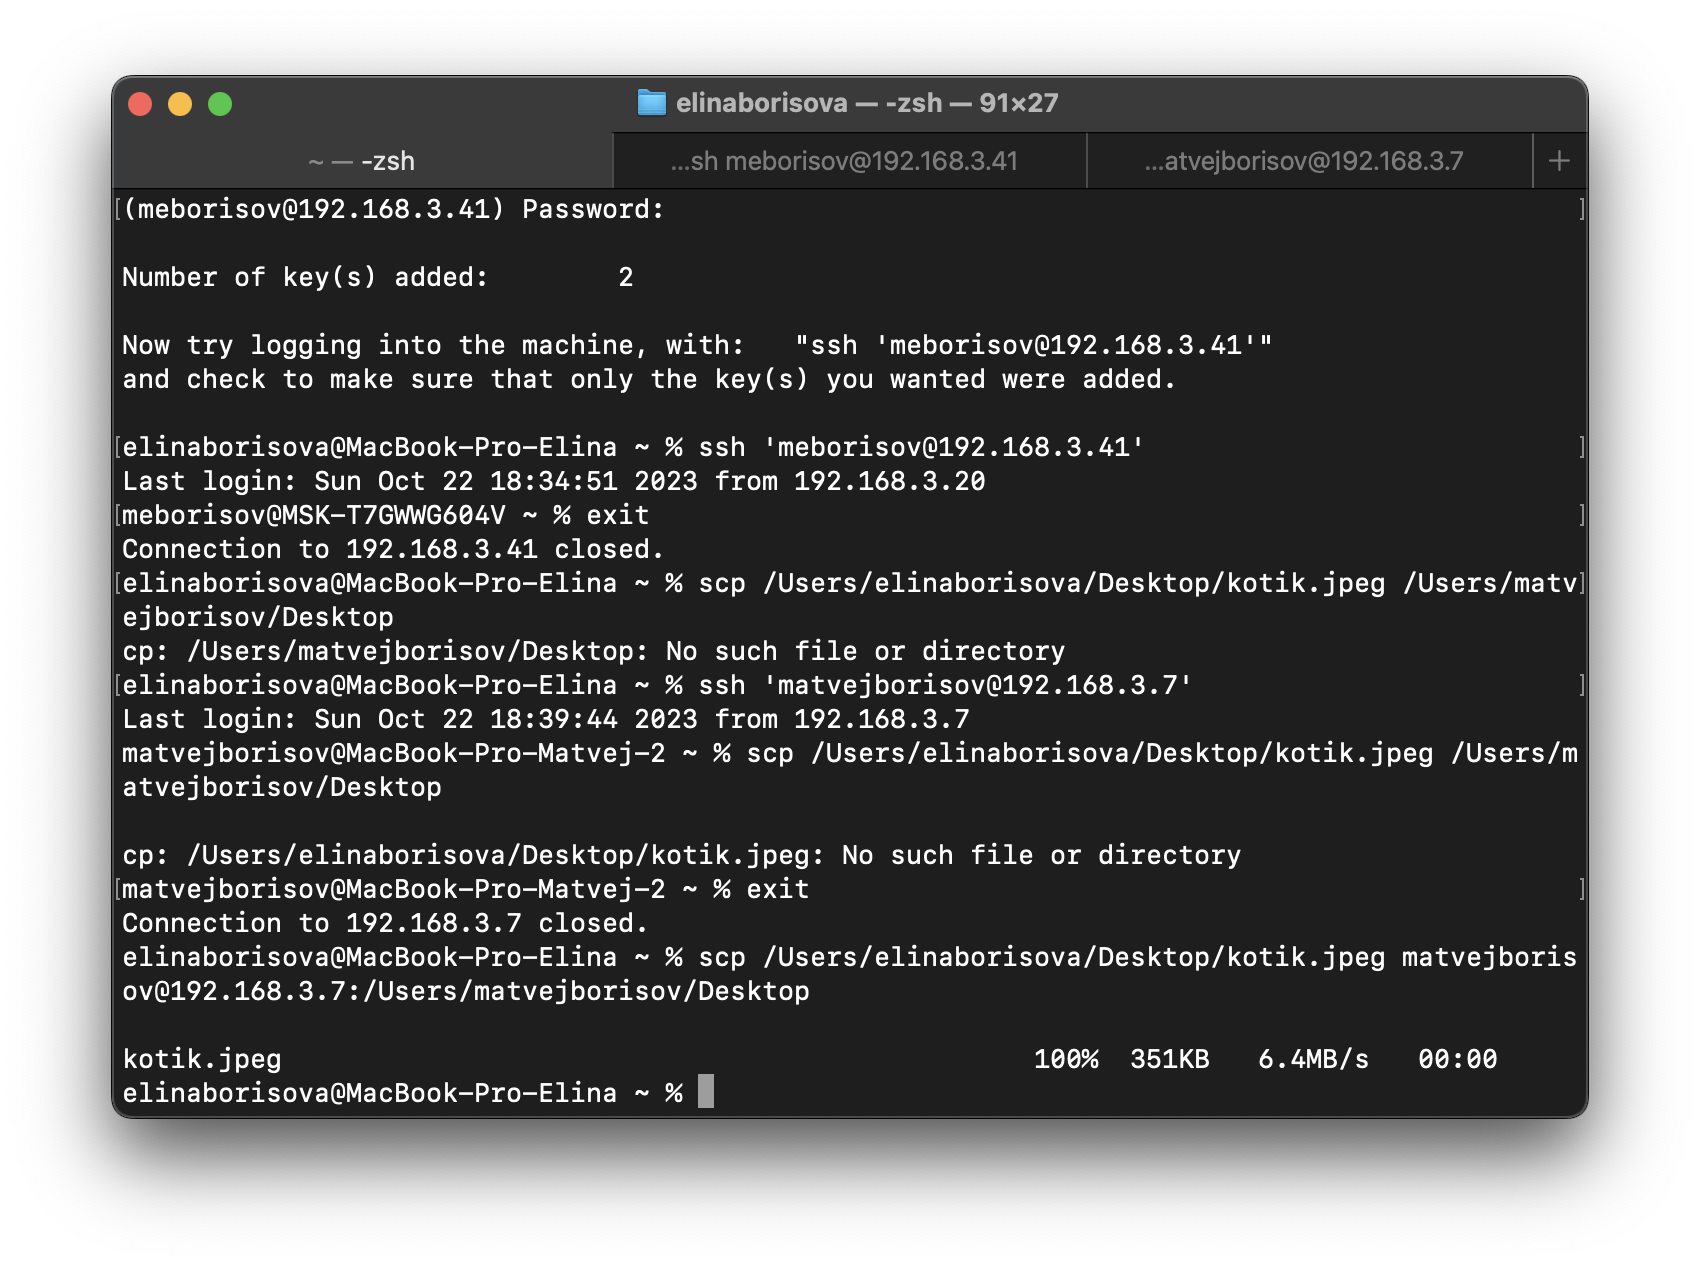 elinaborisova — -zsh — 91×27
~ — -zsh
...sh meborisov@192.168.3.41
...atvejborisov@192.168.3.7
+
[(meborisov@192.168.3.41) Password: ]
Number of key(s) added:        2
Now try logging into the machine, with:   "ssh 'meborisov@192.168.3.41'"
and check to make sure that only the key(s) you wanted were added.
[elinaborisova@MacBook-Pro-Elina ~ % ssh 'meborisov@192.168.3.41' ]
Last login: Sun Oct 22 18:34:51 2023 from 192.168.3.20
[meborisov@MSK-T7GWWG604V ~ % exit ]
Connection to 192.168.3.41 closed.
[elinaborisova@MacBook-Pro-Elina ~ % scp /Users/elinaborisova/Desktop/kotik.jpeg /Users/matv]
ejborisov/Desktop
cp: /Users/matvejborisov/Desktop: No such file or directory
[elinaborisova@MacBook-Pro-Elina ~ % ssh 'matvejborisov@192.168.3.7' ]
Last login: Sun Oct 22 18:39:44 2023 from 192.168.3.7
matvejborisov@MacBook-Pro-Matvej-2 ~ % scp /Users/elinaborisova/Desktop/kotik.jpeg /Users/m
atvejborisov/Desktop
cp: /Users/elinaborisova/Desktop/kotik.jpeg: No such file or directory
[matvejborisov@MacBook-Pro-Matvej-2 ~ % exit ]
Connection to 192.168.3.7 closed.
elinaborisova@MacBook-Pro-Elina ~ % scp /Users/elinaborisova/Desktop/kotik.jpeg matvejboris
ov@192.168.3.7:/Users/matvejborisov/Desktop
kotik.jpeg                                               100%  351KB   6.4MB/s   00:00
elinaborisova@MacBook-Pro-Elina ~ %